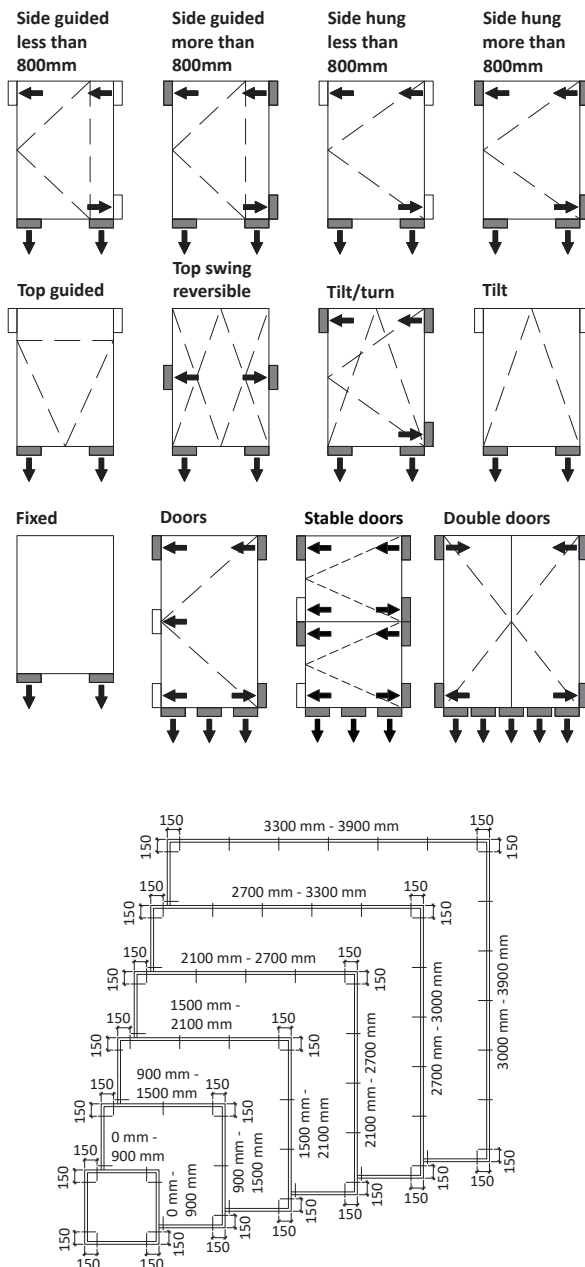 Side guided
less than
800mm
Side guided
more than
800mm
Side hung
less than
800mm
Side hung
more than
800mm
Top guided
Top swing
reversible
Tilt/turn
Tilt
Fixed
Doors
Stable doors
Double doors
150
3300 mm - 3900 mm
150
150
150
150
2700 mm - 3300 mm
150
150
150
150
2100 mm - 2700 mm
150
150
150
150
1500 mm -
2100 mm
150
150
150
150
900 mm -
1500 mm
150
150
150
150
0 mm -
900 mm
150
150
0 mm -
900 mm
900 mm -
1500 mm
1500 mm -
2100 mm
2100 mm - 2700 mm
2700 mm - 3000 mm
3000 mm - 3900 mm
150
150
150
150
150
150
150
150
150
150
150
150
150
150